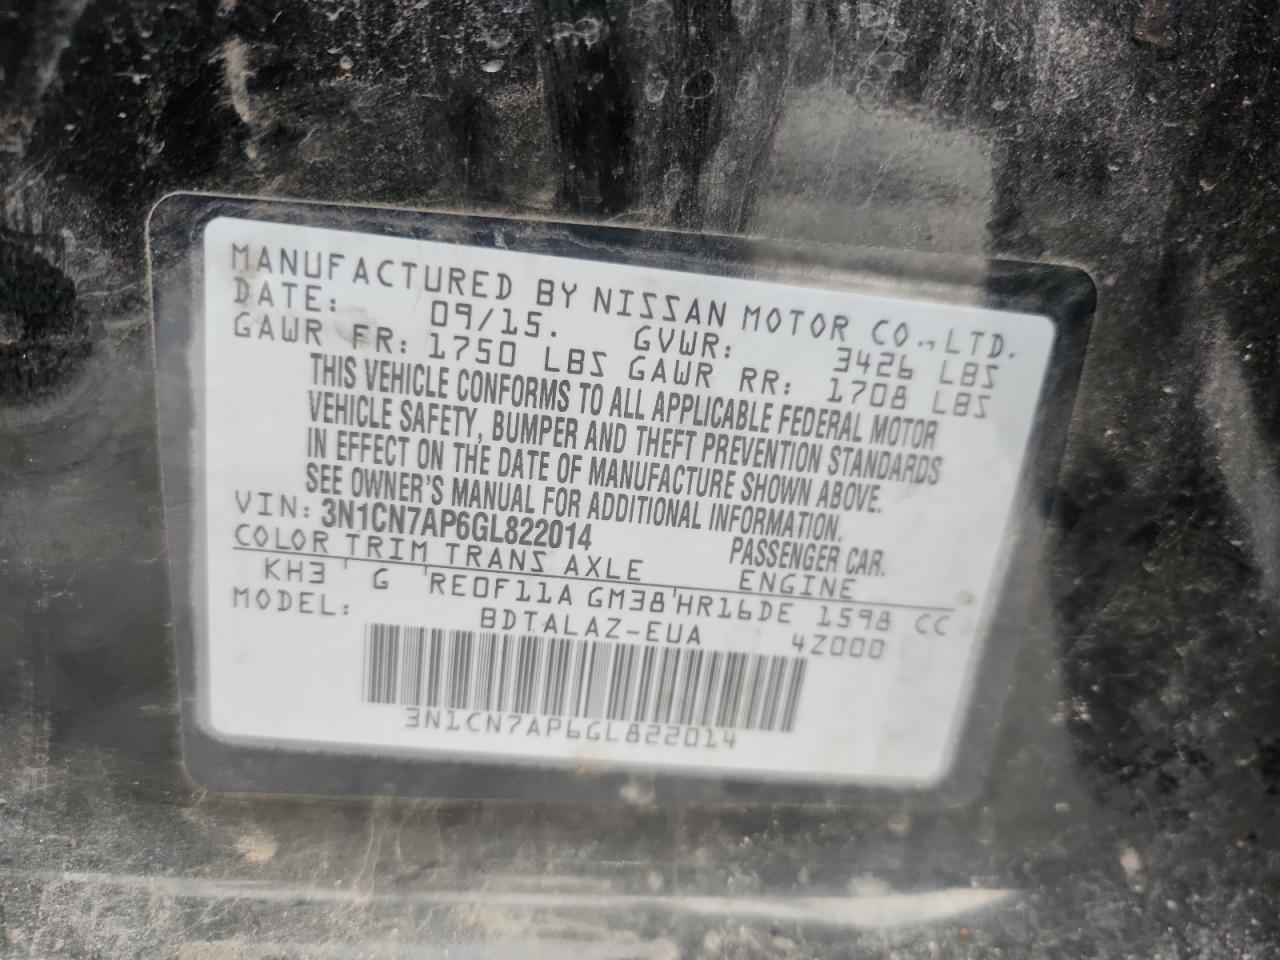 MANUFACTURED BY NISSAN MOTOR CO., LTD.
DATE: 09/15. GVWR: 3426 LBS
GAWR FR: 1750 LBS GAWR RR: 1708 LBS
THIS VEHICLE CONFORMS TO ALL APPLICABLE FEDERAL MOTOR
VEHICLE SAFETY, BUMPER AND THEFT PREVENTION STANDARDS
IN EFFECT ON THE DATE OF MANUFACTURE SHOWN ABOVE.
SEE OWNER'S MANUAL FOR ADDITIONAL INFORMATION.
VIN: 3N1CN7AP6GL822014 PASSENGER CAR.
COLOR TRIM TRANS AXLE ENGINE
KH3 G RE0F11A GM38 HR16DE 1598 CC
MODEL: BDTALAZ-EUA 4Z000
3N1CN7AP6GL822014